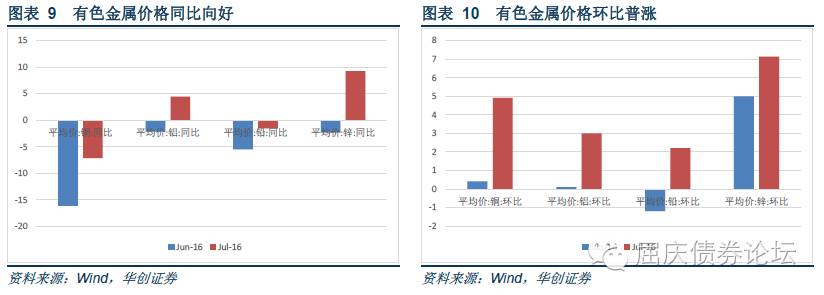 图表 9 有色金属价格同比向好
15
10
5
0
-5
-10
-15
-20
平均价:铜:同比 平均价:铝:同比 平均价:铅:同比 平均价:锌:同比
Jun-16 Jul-16
资料来源：Wind，华创证券
图表 10 有色金属价格环比普涨
8
7
6
5
4
3
2
1
0
-1
-2
平均价:铜:环比 平均价:铝:环比 平均价:铅:环比 平均价:锌:环比
Jul-16
屈庆债券论坛
资料来源：Wind，华创证券